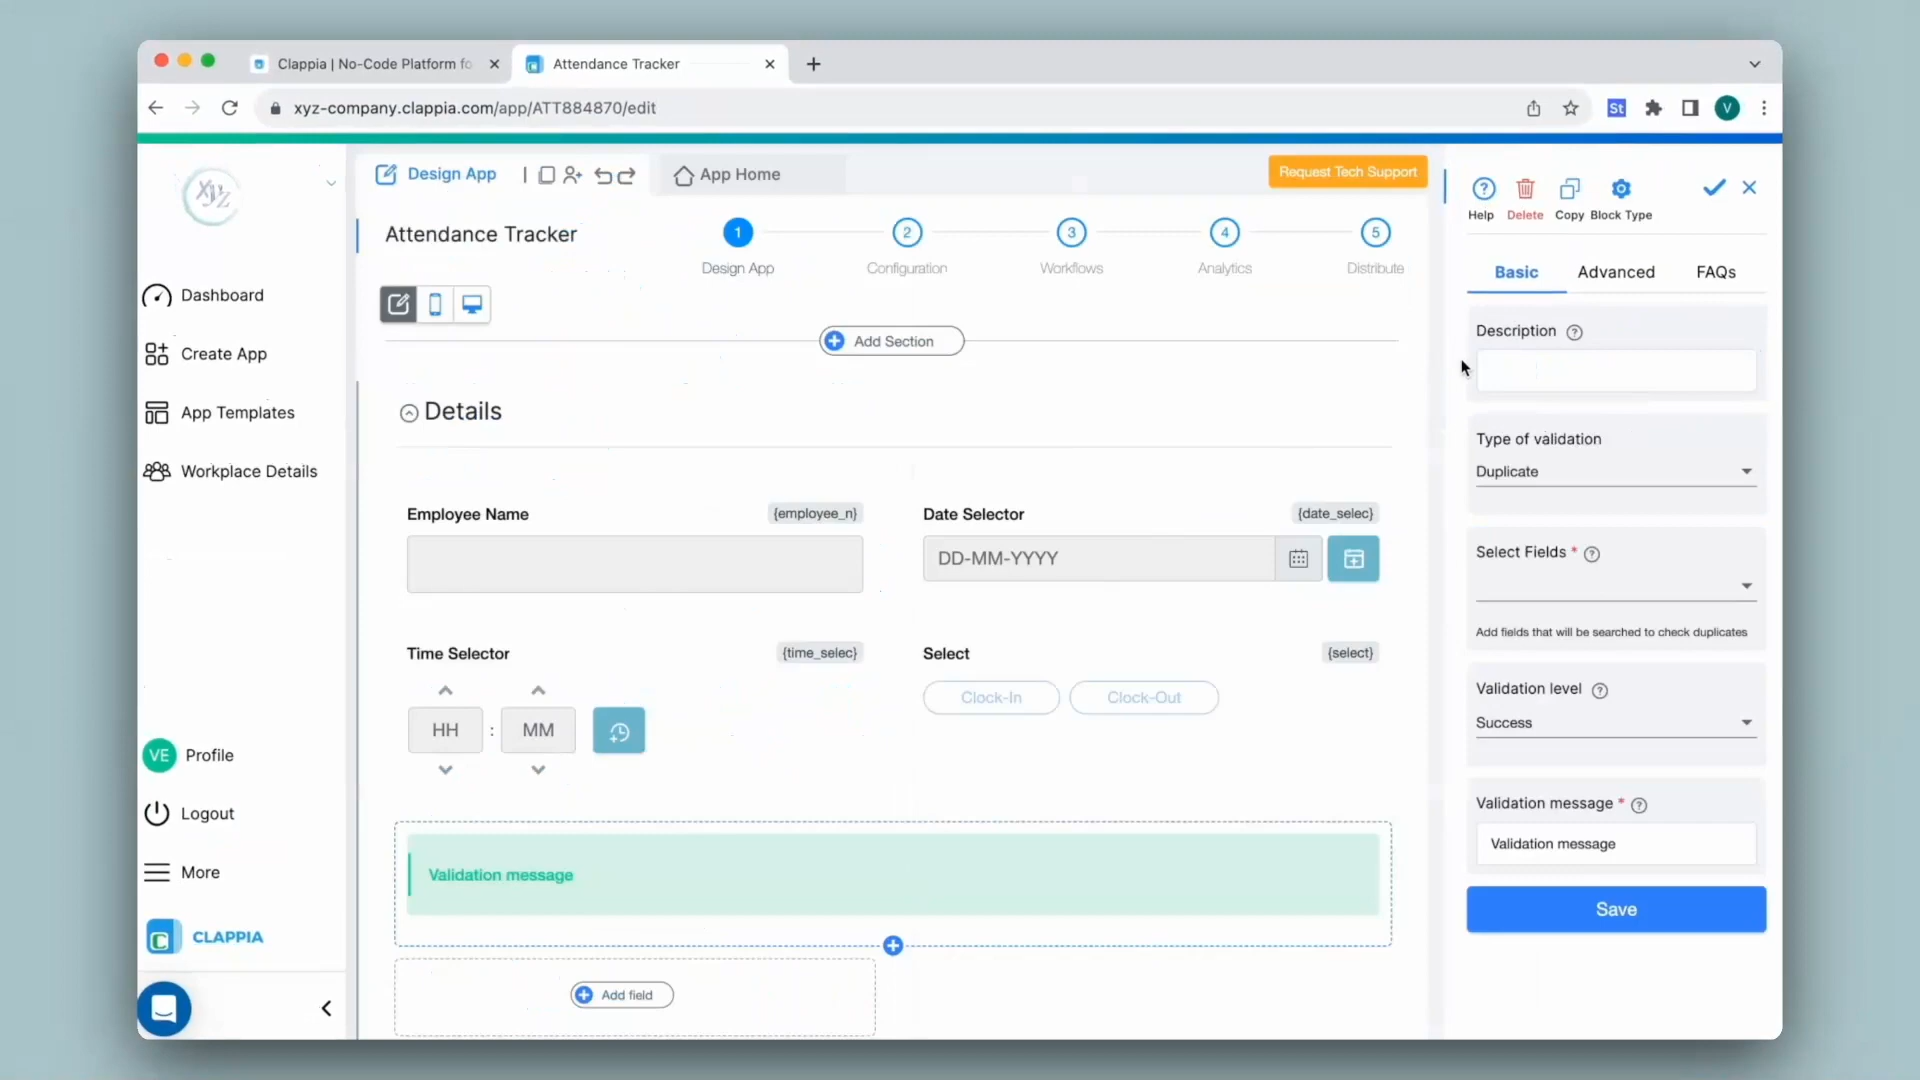 Clappia | No-Code Platform fo
Attendance Tracker
xyz-company.clappia.com/app/ATT884870/edit
St
V
XYZ
Design App
App Home
Request Tech Support
Help
Delete
Copy
Block Type
Attendance Tracker
1
2
3
4
5
Design App
Configuration
Workflows
Analytics
Distribute
Basic
Advanced
FAQs
Dashboard
Create App
App Templates
Workplace Details
Add Section
Description
Details
Type of validation
Duplicate
Employee Name
{employee_n}
Date Selector
{date_selec}
DD-MM-YYYY
Select Fields *
Add fields that will be searched to check duplicates
Time Selector
{time_selec}
Select
{select}
HH : MM
Clock-In
Clock-Out
Validation level
Success
VE
Profile
Logout
More
CLAPPIA
Validation message *
Validation message
Validation message
Save
Add field